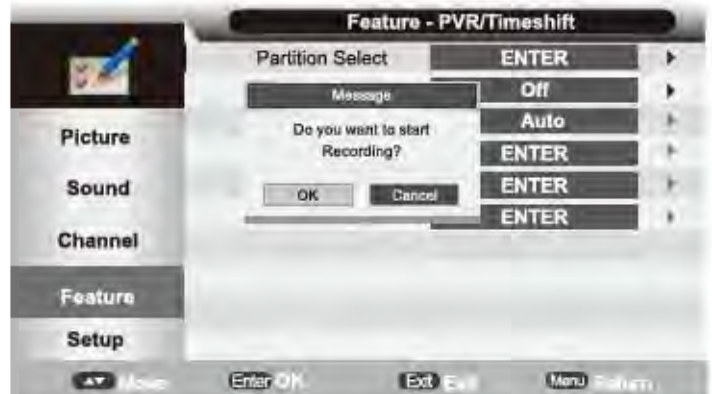 Feature - PVR/Timeshift
Partition Select ENTER
Off
Auto
ENTER
ENTER
ENTER
Message
Do you want to start
Recording?
OK Cancel
Picture
Sound
Channel
Feature
Setup
Move Enter OK Exit Exit Menu Return